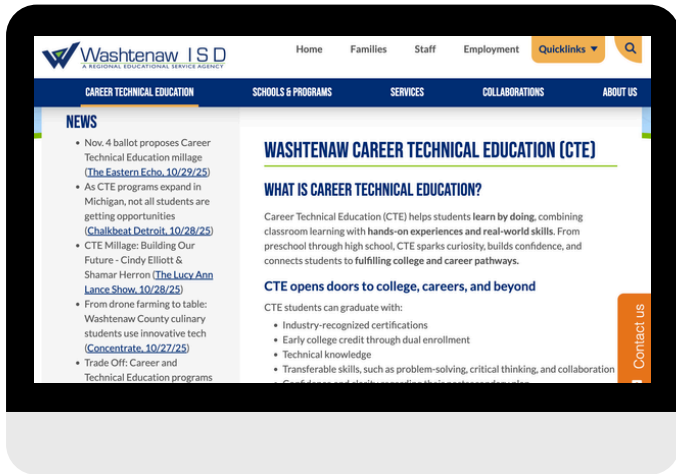 Washtenaw ISD
A REGIONAL EDUCATIONAL SERVICE AGENCY
Home Families Staff Employment Quicklinks
CAREER TECHNICAL EDUCATION SCHOOLS & PROGRAMS SERVICES COLLABORATIONS ABOUT US
NEWS
Nov. 4 ballot proposes Career
Technical Education millage
(The Eastern Echo, 10/29/25)
As CTE programs expand in
Michigan, not all students are
getting opportunities
(Chalkbeat Detroit, 10/28/25)
CTE Millage: Building Our
Future - Cindy Elliott &
Shamar Herron (The Lucy Ann
Lance Show, 10/28/25)
From drone farming to table:
Washtenaw County culinary
students use innovative tech
(Concentrate, 10/27/25)
Trade Off: Career and
Technical Education programs
WASHTENAW CAREER TECHNICAL EDUCATION (CTE)
WHAT IS CAREER TECHNICAL EDUCATION?
Career Technical Education (CTE) helps students learn by doing, combining
classroom learning with hands-on experiences and real-world skills. From
preschool through high school, CTE sparks curiosity, builds confidence, and
connects students to fulfilling college and career pathways.
CTE opens doors to college, careers, and beyond
CTE students can graduate with:
Industry-recognized certifications
Early college credit through dual enrollment
Technical knowledge
Transferable skills, such as problem-solving, critical thinking, and collaboration
Contact us